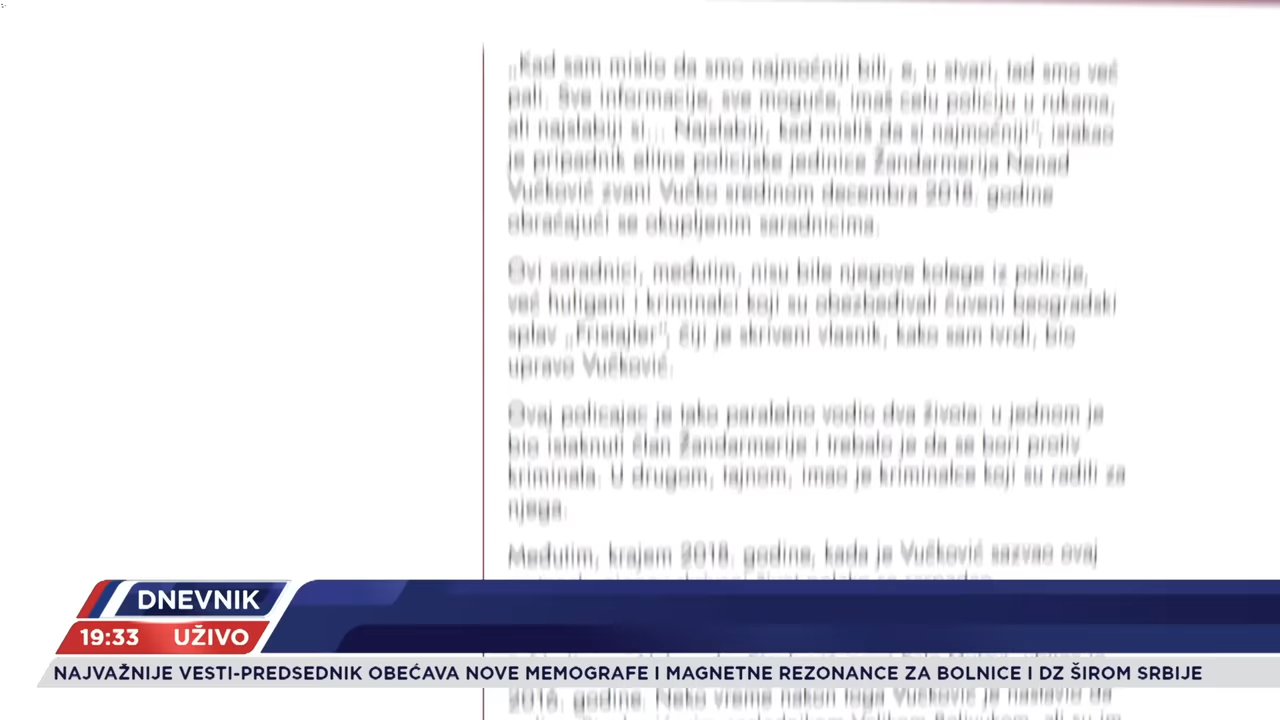 „Kad sam mislio da smo najmoćniji bili, a, u stvari, tad smo već
pali. Sve informacije, sve moguće, imaš celu policiju u rukama,
ali najslabiji si... Najslabiji, kad misliš da si najmoćniji“, istakao
je pripadnik elitne policijske jedinice Žandarmerija Nenad
Vučković zvani Vučko sredinom decembra 2018. godine
obraćajući se okupljenim saradnicima.
Ovi saradnici, međutim, nisu bile njegove kolege iz policije,
već huligani i kriminalci koji su obezbeđivali čuveni beogradski
splav „Fristajler“, čiji je skriveni vlasnik, kako sam tvrdi, bio
upravo Vučković.
Ovaj policajac je tako paralelno vodio dva života: u jednom je
bio istaknuti član Žandarmerije i trebalo je da se bori protiv
kriminala. U drugom, tajnom, imao je kriminalce koji su radili za
njega.
Međutim, krajem 2018. godine, kada je Vučković sazvao ovaj
DNEVNIK
19:33 UŽIVO
NAJVAŽNIJE VESTI-PREDSEDNIK OBEĆAVA NOVE MEMOGRAFE I MAGNETNE REZONANCE ZA BOLNICE I DZ ŠIROM SRBIJE
2016. godine. Neko vreme nakon toga Vučković je nastavio da